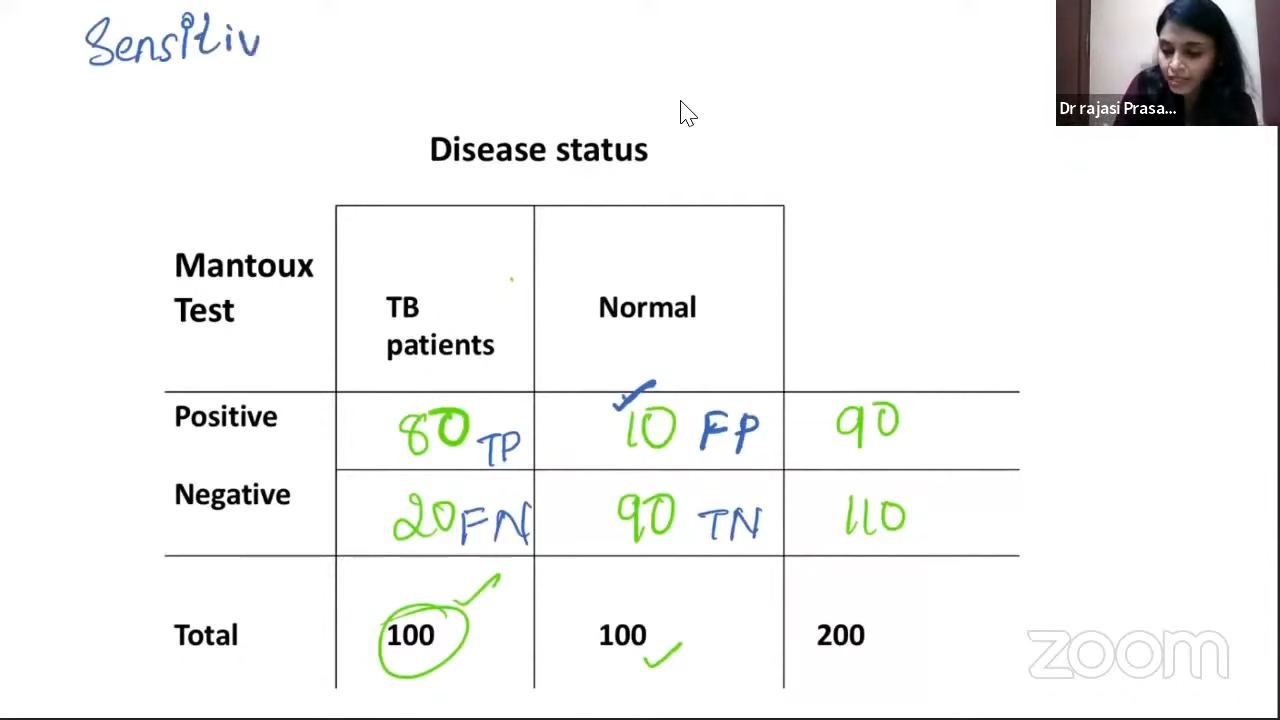 Sensitiv
Dr rajasi Prasa...
Disease status
Mantoux
Test
TB
patients
Normal
Positive
80 TP
10 FP
90
Negative
20 FN
90 TN
110
Total
100
100
200
zoom